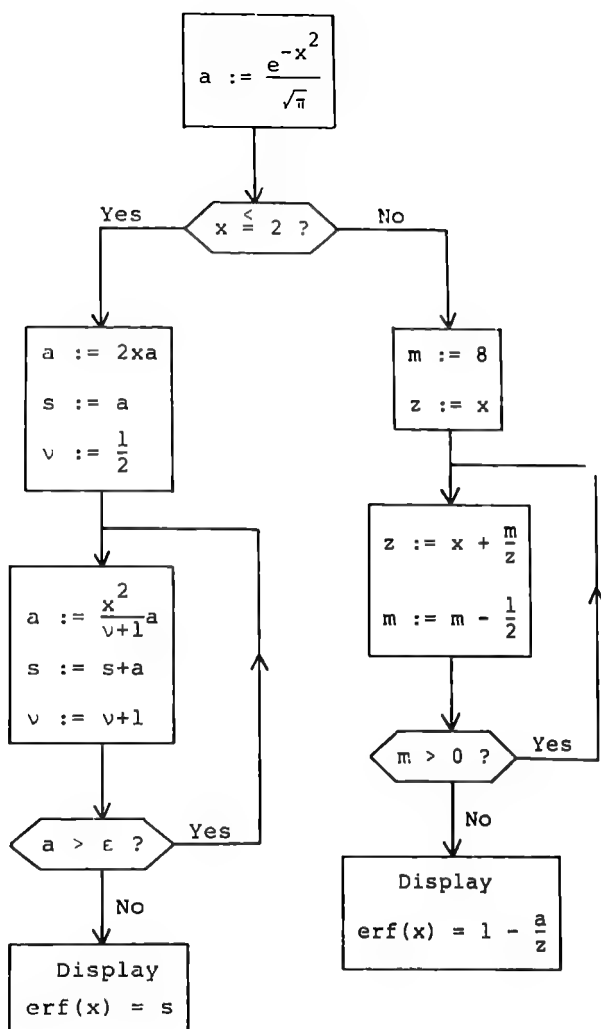 a := e^{-x^2} / √π
x ≤ 2 ?
Yes
No
a := 2xa
s := a
ν := 1/2
a := x^2/(ν+1) a
s := s+a
ν := ν+1
a > ε ?
Yes
No
Display
erf(x) = s
m := 8
z := x
z := x + m/z
m := m - 1/2
m > 0 ?
Yes
No
Display
erf(x) = 1 - a/z